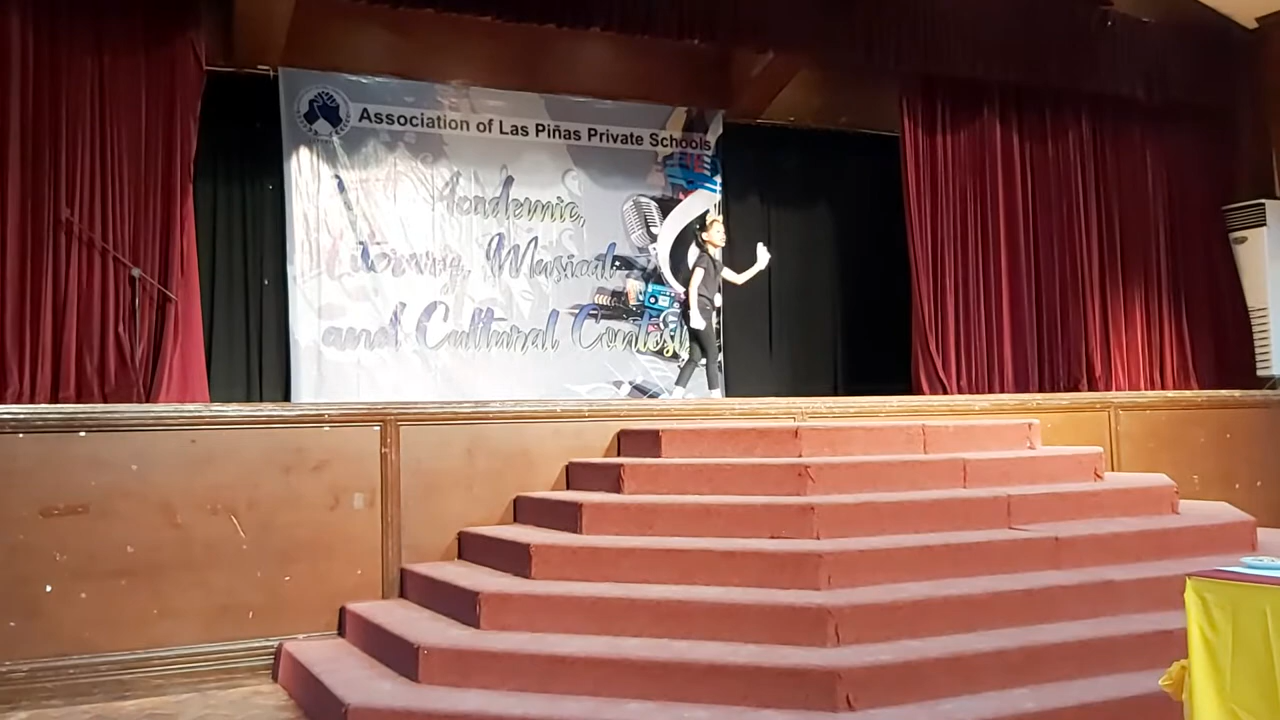 Association of Las Piñas Private Schools
Academic,
Literary, Musical
and Cultural Contest